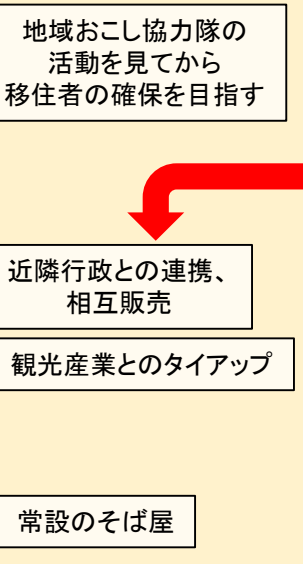 地域おこし協力隊の
活動を見てから
移住者の確保を目指す
近隣行政との連携、
相互販売
観光産業とのタイアップ
常設のそば屋